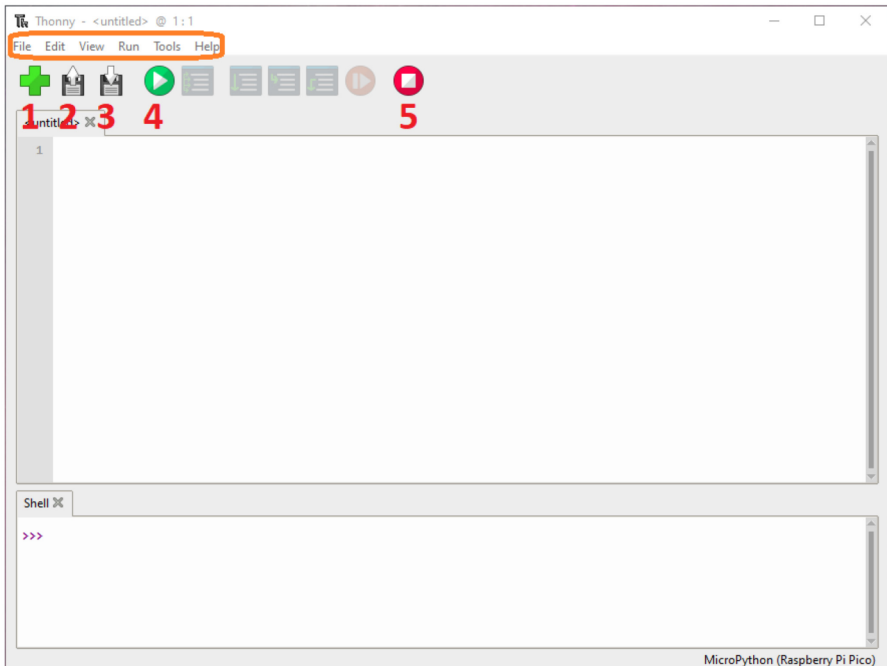 Thonny - <untitled> @ 1:1
File Edit View Run Tools Help
1 2 3 4 5
<untitled>
1
Shell
>>>
MicroPython (Raspberry Pi Pico)